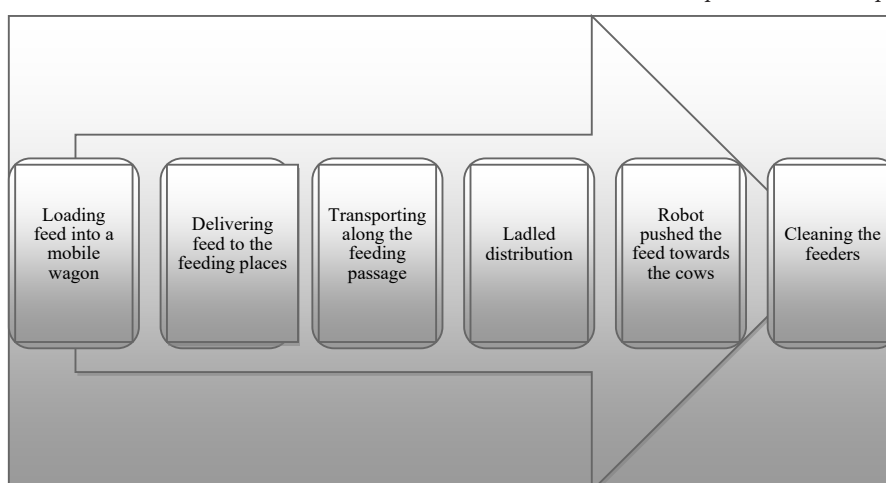 Loading
feed into a
mobile
wagon
Delivering
feed to the
feeding places
Transporting
along the
feeding
passage
Ladled
distribution
Robot
pushed the
feed towards
the cows
Cleaning the
feeders